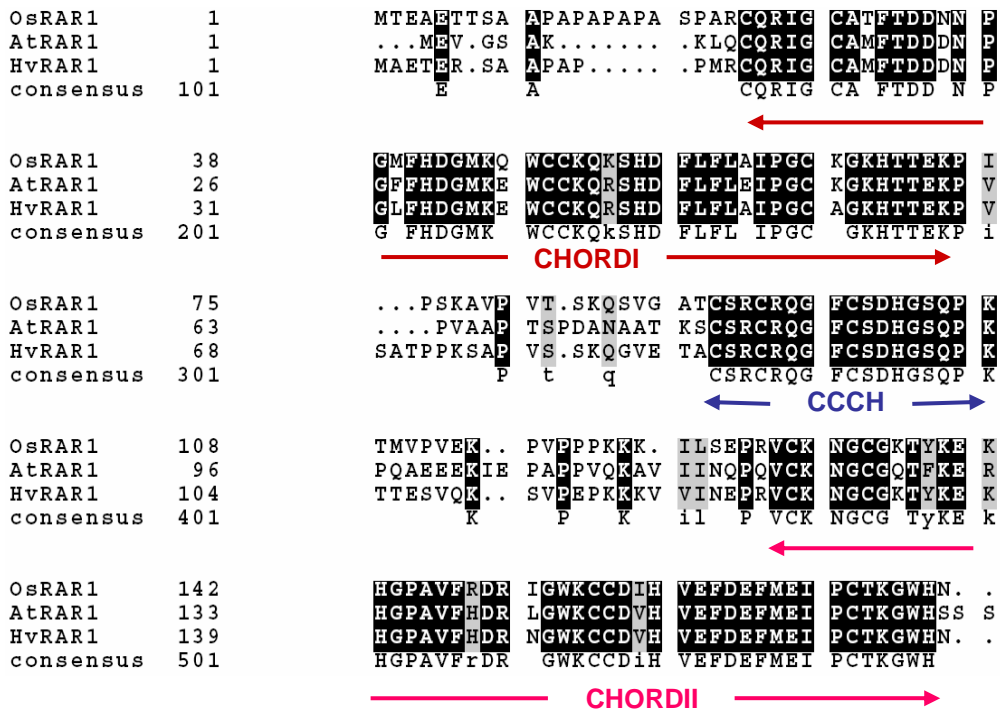 OsRAR1 1 MTEAETTSA APAPAPAPA SPARCQRIG CATFTDDNN P
AtRAR1 1 ...MEV.GS AK....... .KLQCQRIG CAMFTDDDN P
HvRAR1 1 MAETER.SA APAP..... .PMRCQRIG CAMFTDDDN P
consensus 101 E A CQRIG CA FTDD N P
OsRAR1 38 GMFHDGMKQ WCCKQKSHD FLFLAIPGC KGKHTTEKP I
AtRAR1 26 GFFHDGMKE WCCKQRSHD FLFLEIPGC KGKHTTEKP V
HvRAR1 31 GLFHDGMKE WCCKQRSHD FLFLAIPGC AGKHTTEKP V
consensus 201 G FHDGMK WCCKQkSHD FLFL IPGC GKHTTEKP i
CHORDI
OsRAR1 75 ...PSKAVP VT.SKQSVG ATCSRCRQG FCSDHGSQP K
AtRAR1 63 ....PVAAP TSPDANAAT KSCSRCRQG FCSDHGSQP K
HvRAR1 68 SATPPKSAP VS.SKQGVE TACSRCRQG FCSDHGSQP K
consensus 301 P t q CSRCRQG FCSDHGSQP K
CCCH
OsRAR1 108 TMVPVEK.. PVPPPKKK. ILSEPRVCK NGCGKTYKE K
AtRAR1 96 PQAEEEKIE PAPPVQKAV IINQPQVCK NGCGQTFKE R
HvRAR1 104 TTESVQK.. SVPEPKKKV VINEPRVCK NGCGKTYKE K
consensus 401 K P K il P VCK NGCG TyKE k
OsRAR1 142 HGPAVFRDR IGWKCCDIH VEFDEFMEI PCTKGWHN. .
AtRAR1 133 HGPAVFHDR LGWKCCDVH VEFDEFMEI PCTKGWHSS S
HvRAR1 139 HGPAVFHDR NGWKCCDVH VEFDEFMEI PCTKGWHN. .
consensus 501 HGPAVFrDR GWKCCDiH VEFDEFMEI PCTKGWH
CHORDII